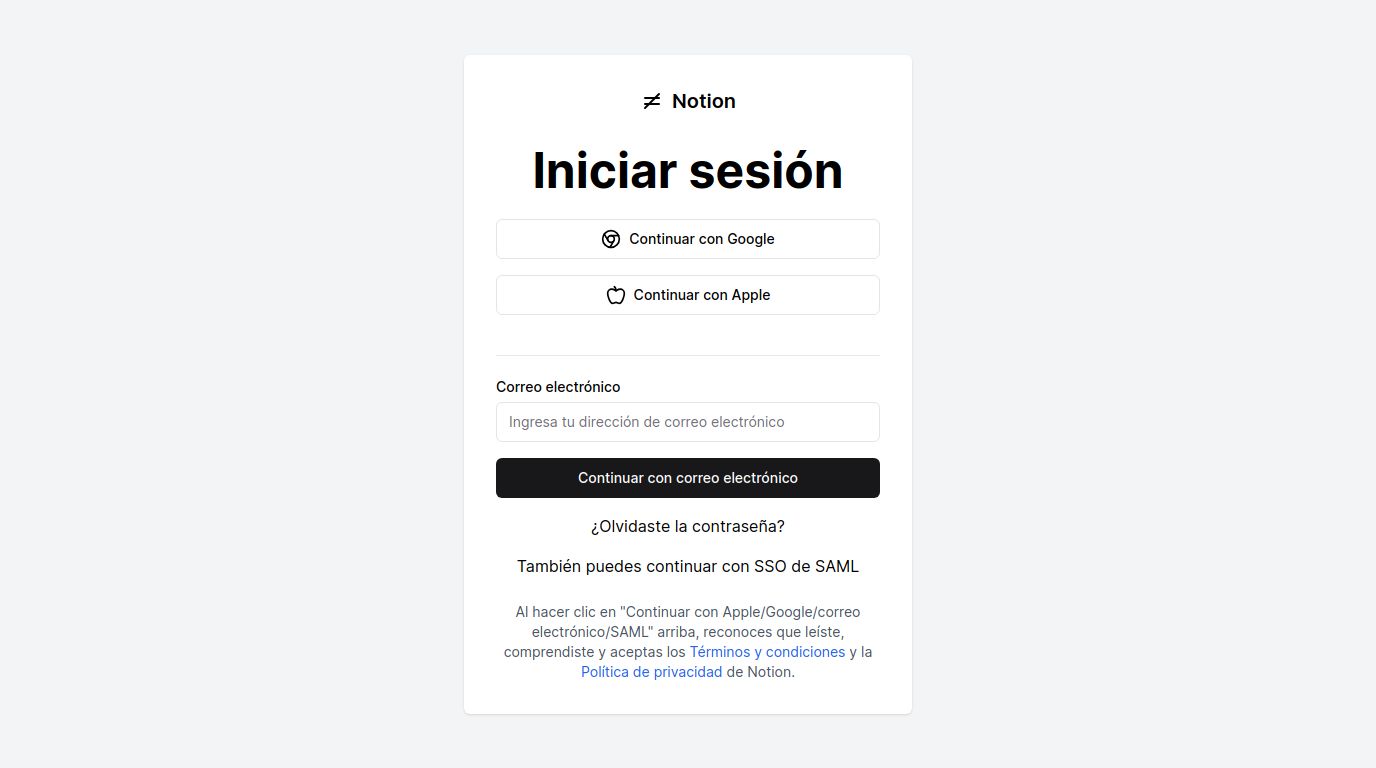 Notion
Iniciar sesión
Continuar con Google
Continuar con Apple
Correo electrónico
Ingresa tu dirección de correo electrónico
Continuar con correo electrónico
¿Olvidaste la contraseña?
También puedes continuar con SSO de SAML
Al hacer clic en "Continuar con Apple/Google/correo
electrónico/SAML" arriba, reconoces que leíste,
comprendiste y aceptas los Términos y condiciones y la
Política de privacidad de Notion.